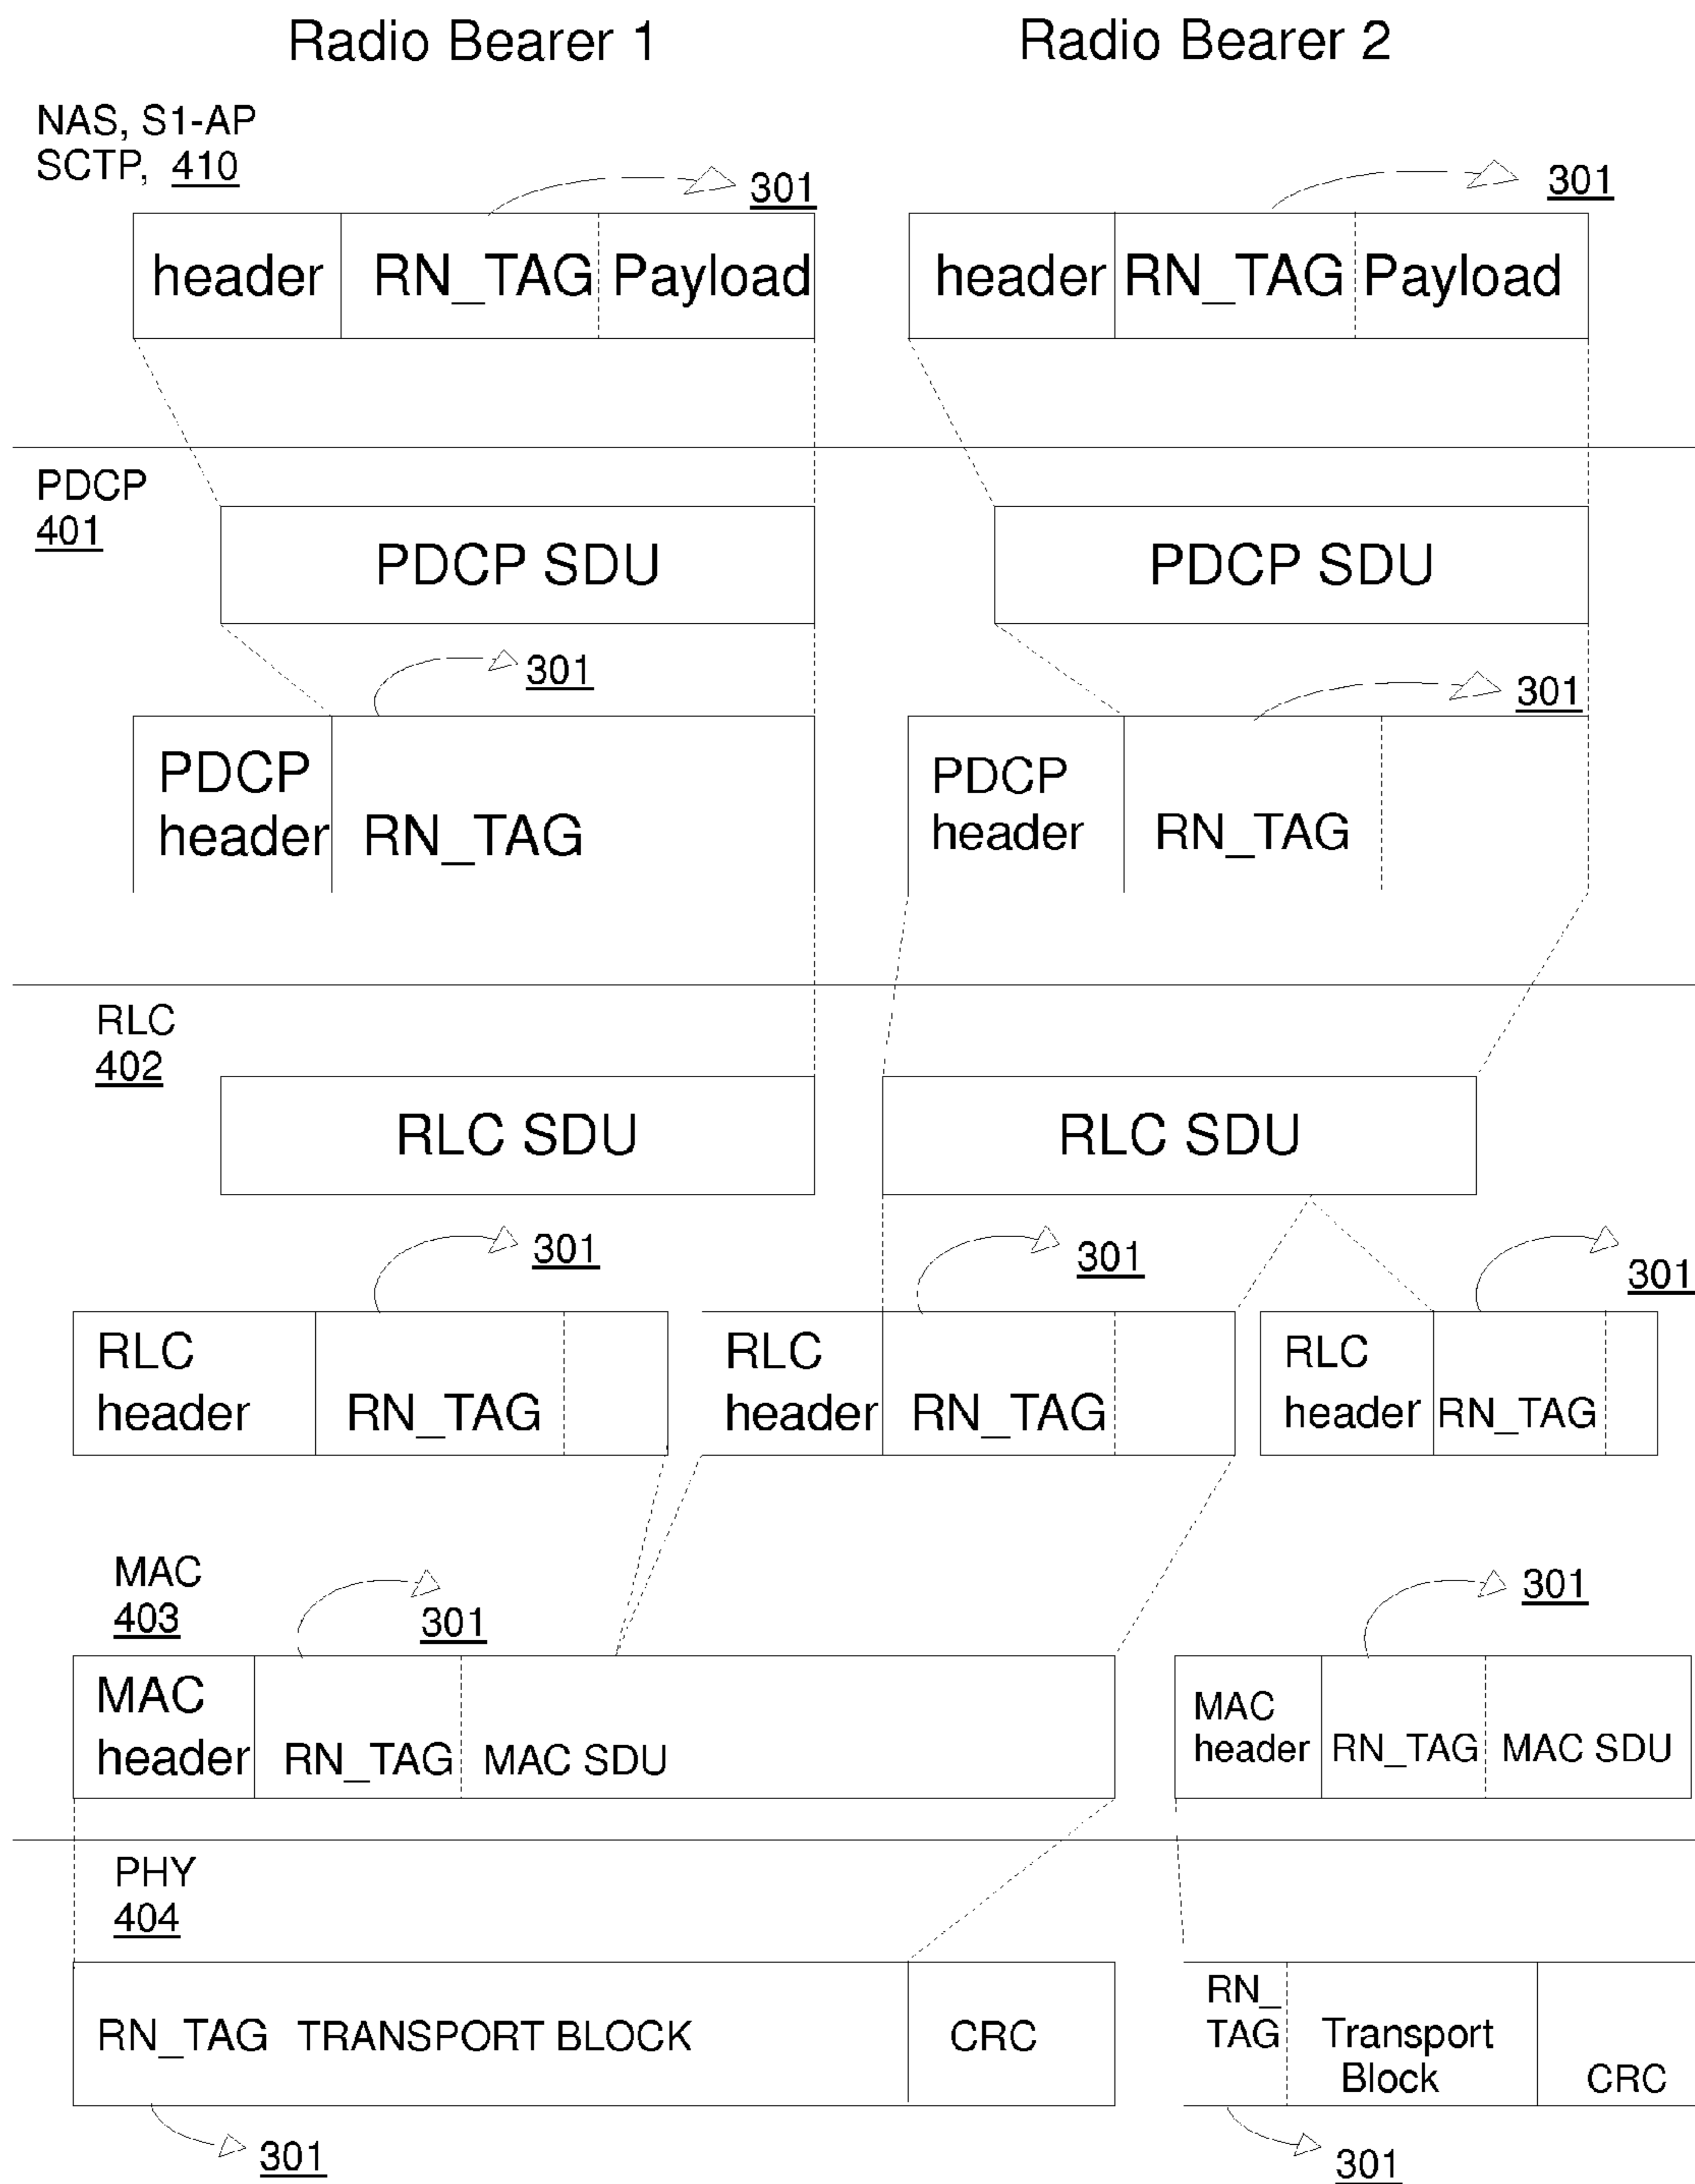 Radio Bearer 1
Radio Bearer 2
NAS, S1-AP
SCTP, 410
301
301
header
RN_TAG
Payload
header
RN_TAG
Payload
PDCP
401
PDCP SDU
PDCP SDU
301
301
PDCP
header
RN_TAG
PDCP
header
RN_TAG
RLC
402
RLC SDU
RLC SDU
301
301
301
RLC
header
RN_TAG
RLC
header
RN_TAG
RLC
header
RN_TAG
MAC
403
301
301
MAC
header
RN_TAG
MAC SDU
MAC
header
RN_TAG
MAC SDU
PHY
404
RN_TAG TRANSPORT BLOCK
CRC
RN_
TAG
Transport
Block
CRC
301
301